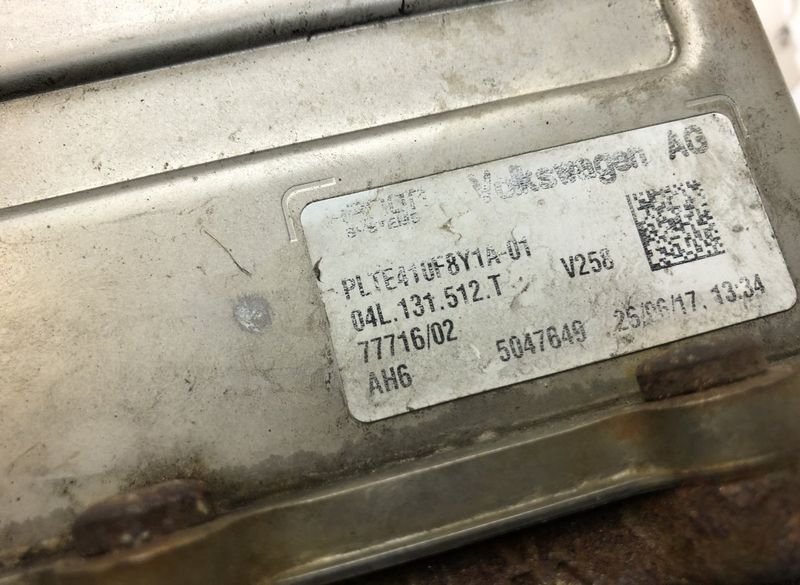 Volkswagen AG
PLTE410F8Y1A-01
04L.131.512.T V258
77716/02
AH6 5047649 25/06/17. 13:34